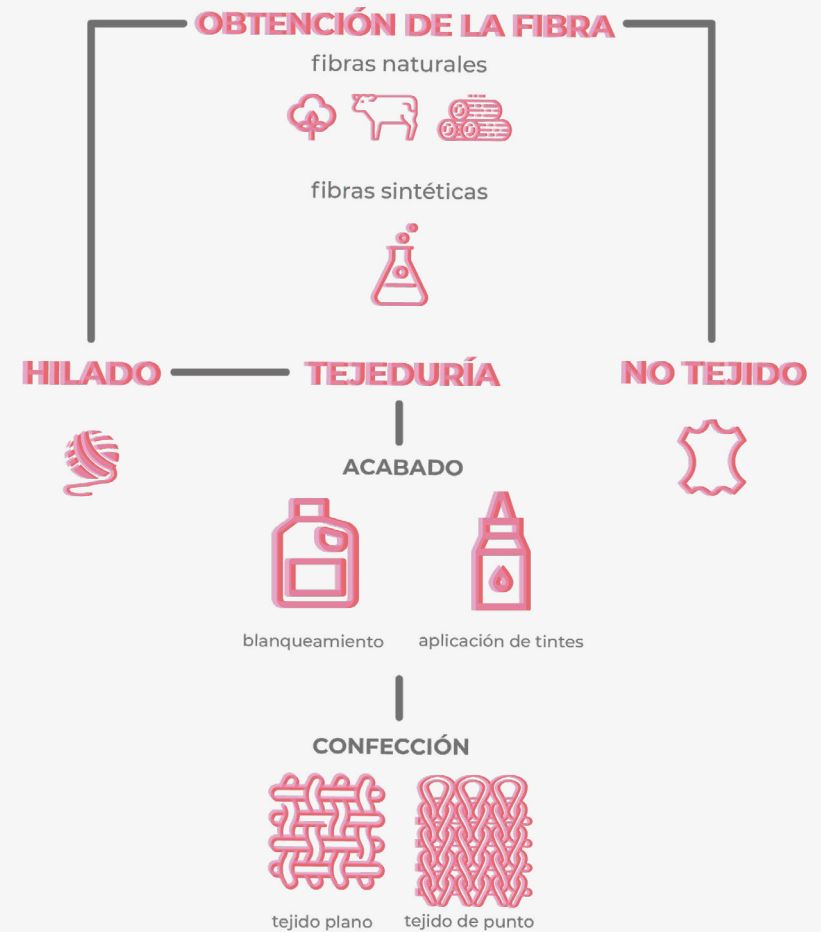 OBTENCIÓN DE LA FIBRA
fibras naturales
fibras sintéticas
HILADO
TEJEDURÍA
NO TEJIDO
ACABADO
blanqueamiento
aplicación de tintes
CONFECCIÓN
tejido plano
tejido de punto